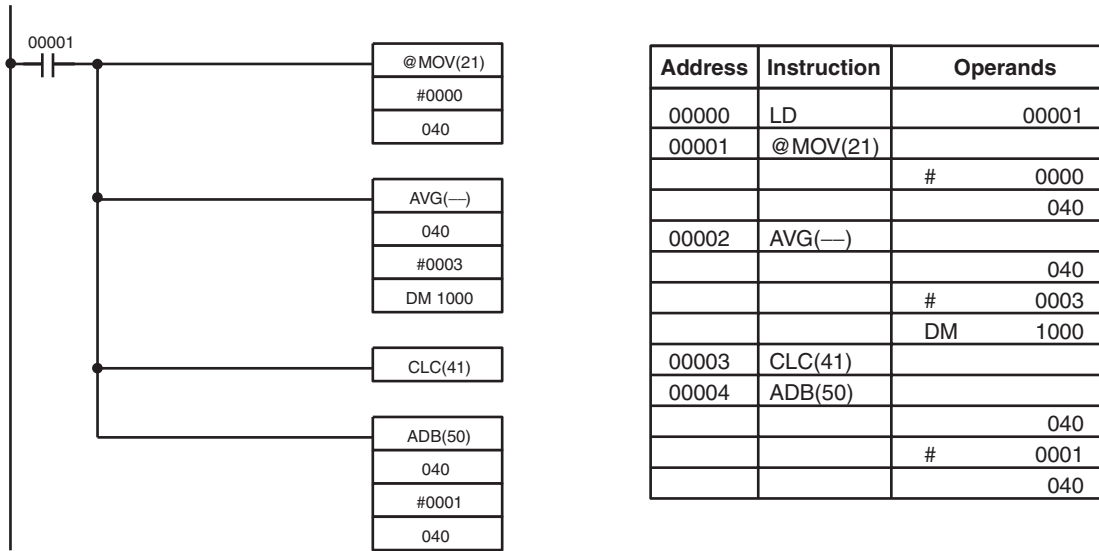 00001
@MOV(21)
#0000
040
AVG(––)
040
#0003
DM 1000
CLC(41)
ADB(50)
040
#0001
040
Address Instruction Operands
00000 LD 00001
00001 @MOV(21)
# 0000
040
00002 AVG(––)
040
# 0003
DM 1000
00003 CLC(41)
00004 ADB(50)
040
# 0001
040